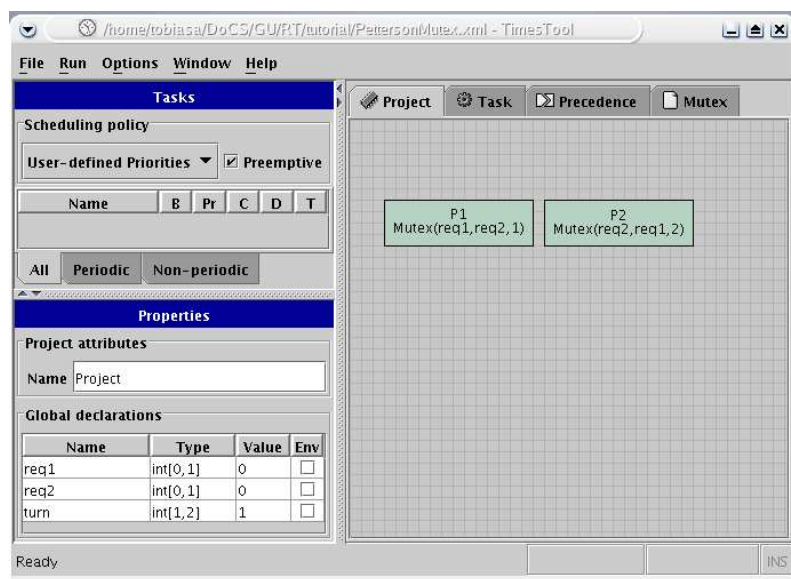 /home/tobiasa/DoCS/GU/RT/tutorial/PettersonMutex.xml - TimesTool
File Run Options Window Help
Tasks
Scheduling policy
User-defined Priorities Preemptive
Name B Pr C D T
All Periodic Non-periodic
Properties
Project attributes
Name Project
Global declarations
Name Type Value Env
req1 int[0,1] 0
req2 int[0,1] 0
turn int[1,2] 1
Project Task Precedence Mutex
P1
Mutex(req1,req2,1)
P2
Mutex(req2,req1,2)
Ready
INS